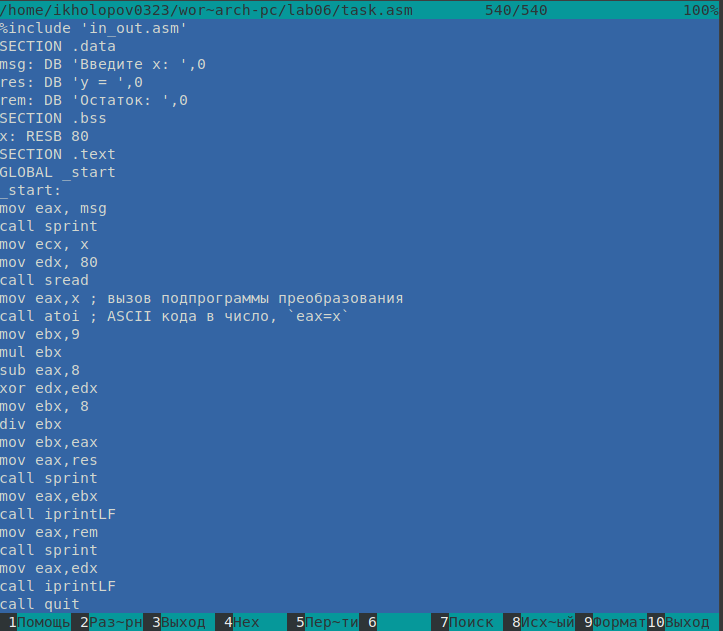 /home/ikholopov0323/wor~arch-pc/lab06/task.asm 540/540 100%
%include 'in_out.asm'
SECTION .data
msg: DB 'Введите x: ',0
res: DB 'y = ',0
rem: DB 'Остаток: ',0
SECTION .bss
x: RESB 80
SECTION .text
GLOBAL _start
_start:
mov eax, msg
call sprint
mov ecx, x
mov edx, 80
call sread
mov eax,x ; вызов подпрограммы преобразования
call atoi ; ASCII кода в число, `eax=x`
mov ebx,9
mul ebx
sub eax,8
xor edx,edx
mov ebx, 8
div ebx
mov ebx,eax
mov eax,res
call sprint
mov eax,ebx
call iprintLF
mov eax,rem
call sprint
mov eax,edx
call iprintLF
call quit
1Помощь 2Раз~рн 3Выход 4Hex 5Пер~ти 6 7Поиск 8Исх~ый 9Формат 10Выход